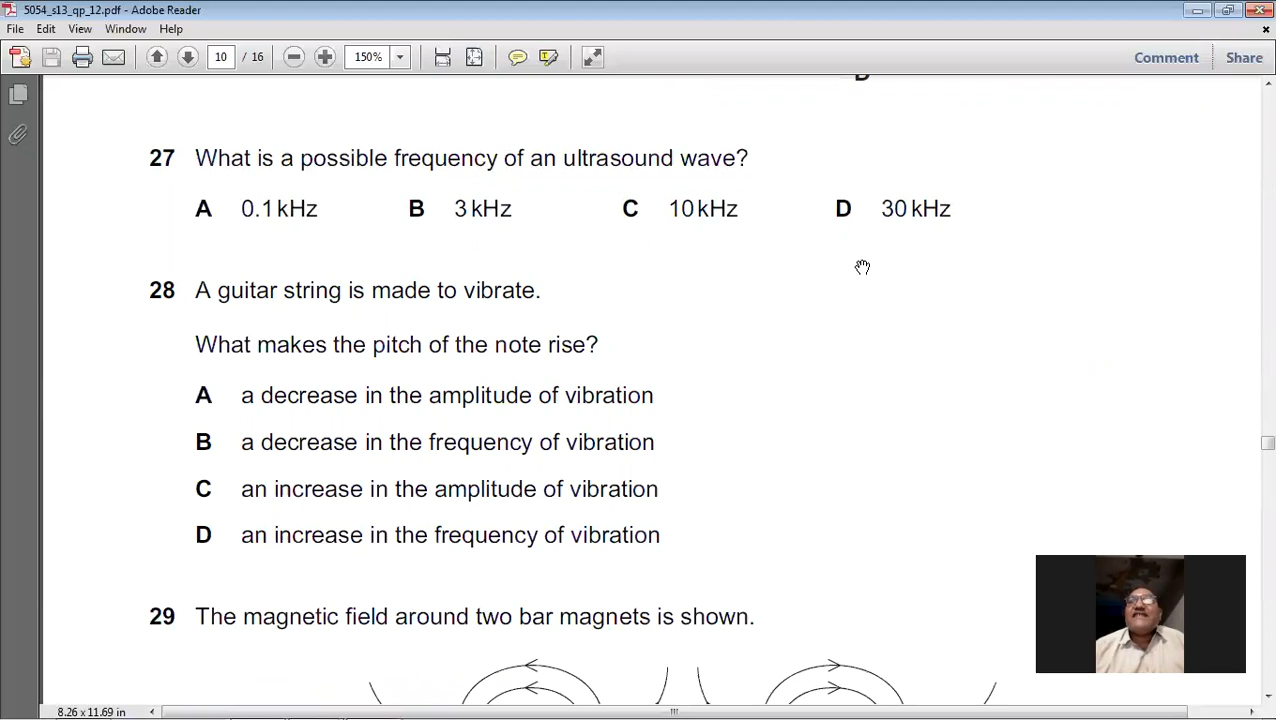 5054_s13_qp_12.pdf - Adobe Reader
File Edit View Window Help
10 / 16 150% Comment Share
27 What is a possible frequency of an ultrasound wave?
A 0.1 kHz B 3 kHz C 10 kHz D 30 kHz
28 A guitar string is made to vibrate.
What makes the pitch of the note rise?
A a decrease in the amplitude of vibration
B a decrease in the frequency of vibration
C an increase in the amplitude of vibration
D an increase in the frequency of vibration
29 The magnetic field around two bar magnets is shown.
8.26 x 11.69 in